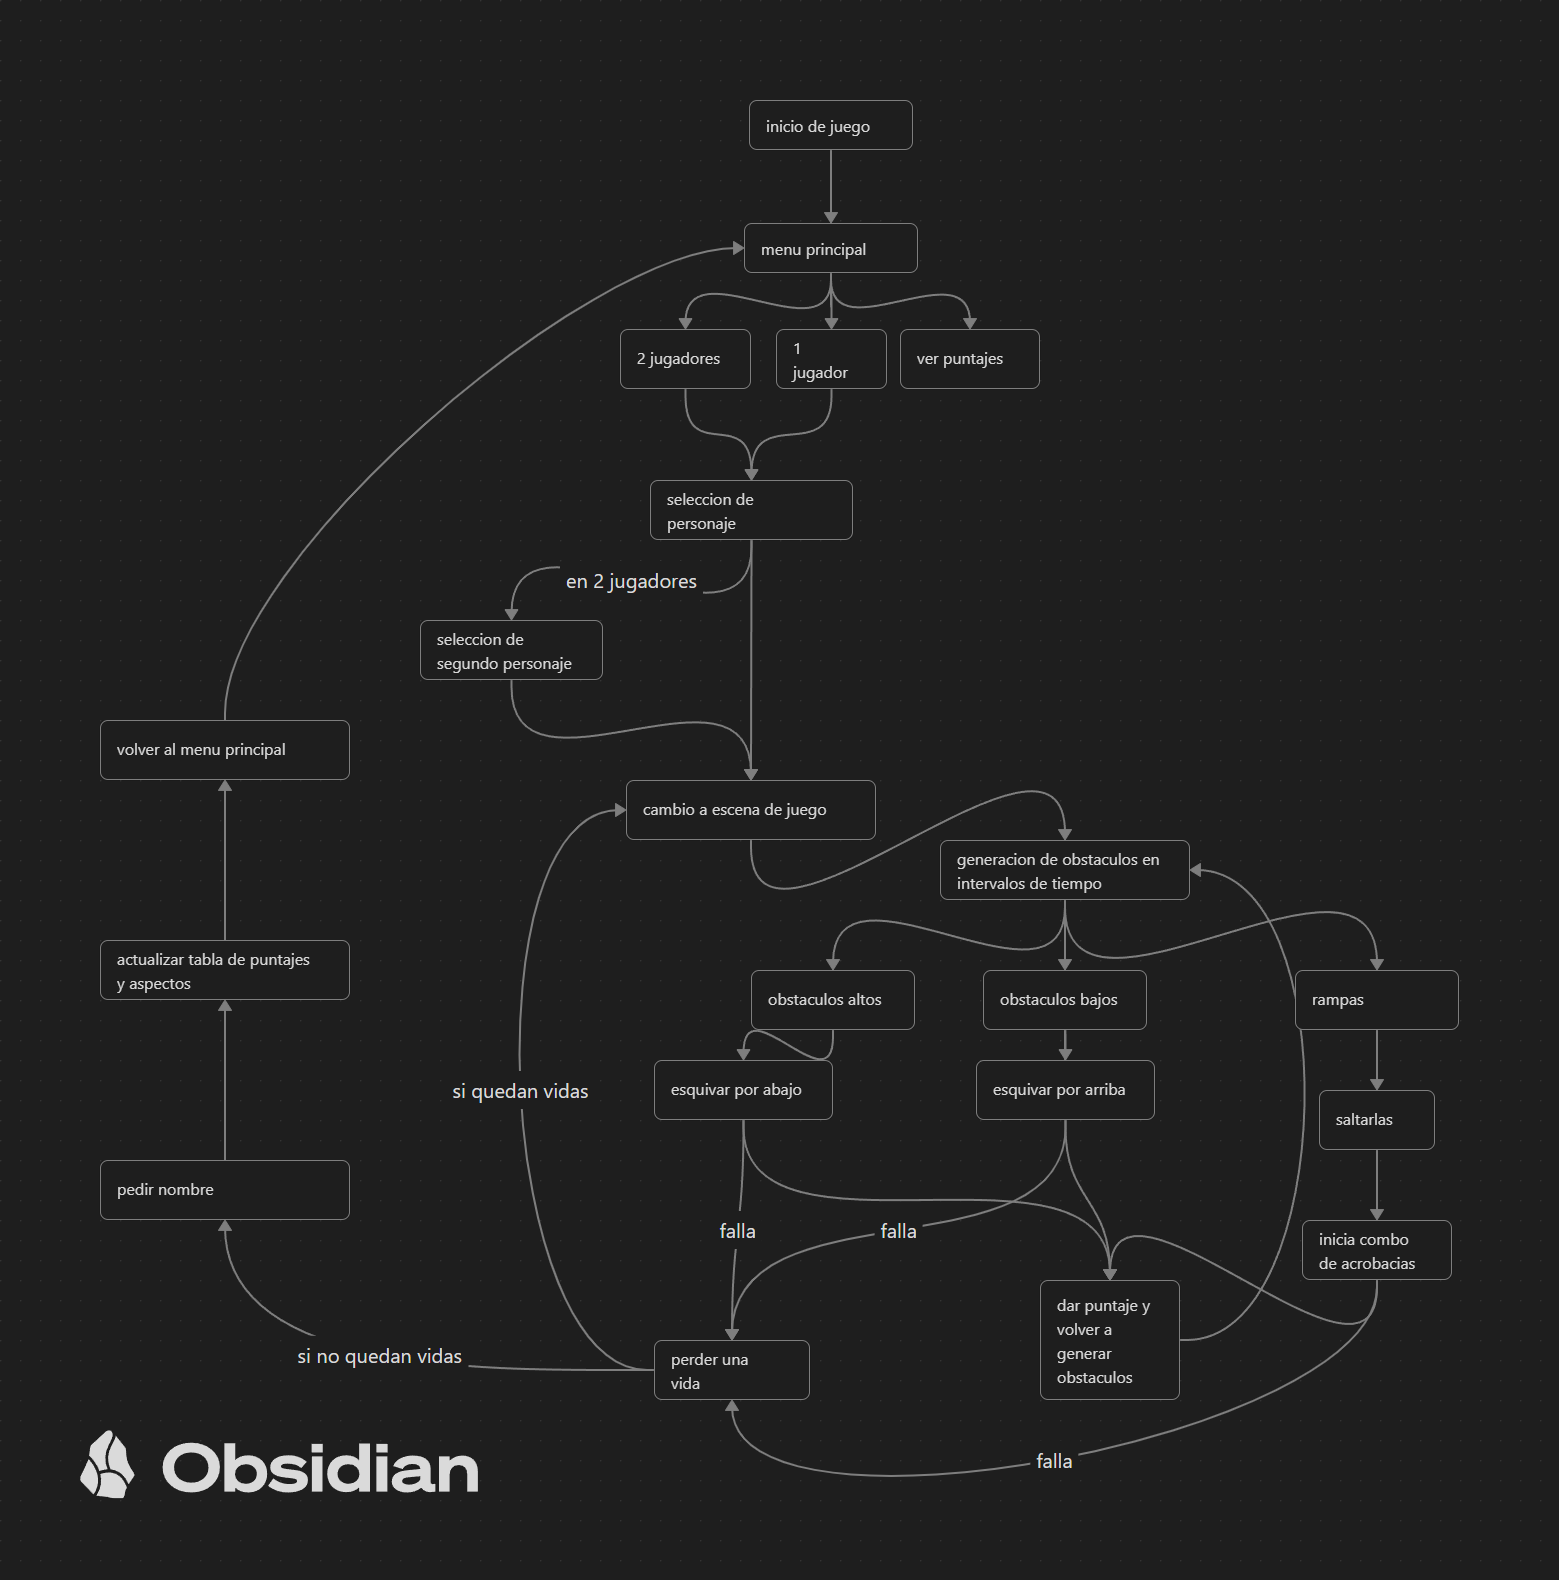 inicio de juego
menu principal
2 jugadores
1
jugador
ver puntajes
seleccion de
personaje
en 2 jugadores
seleccion de
segundo personaje
volver al menu principal
cambio a escena de juego
generacion de obstaculos en
intervalos de tiempo
actualizar tabla de puntajes
y aspectos
obstaculos altos
obstaculos bajos
rampas
si quedan vidas
esquivar por abajo
esquivar por arriba
saltarlas
pedir nombre
falla
falla
inicia combo
de acrobacias
dar puntaje y
volver a
generar
obstaculos
si no quedan vidas
perder una
vida
falla
Obsidian